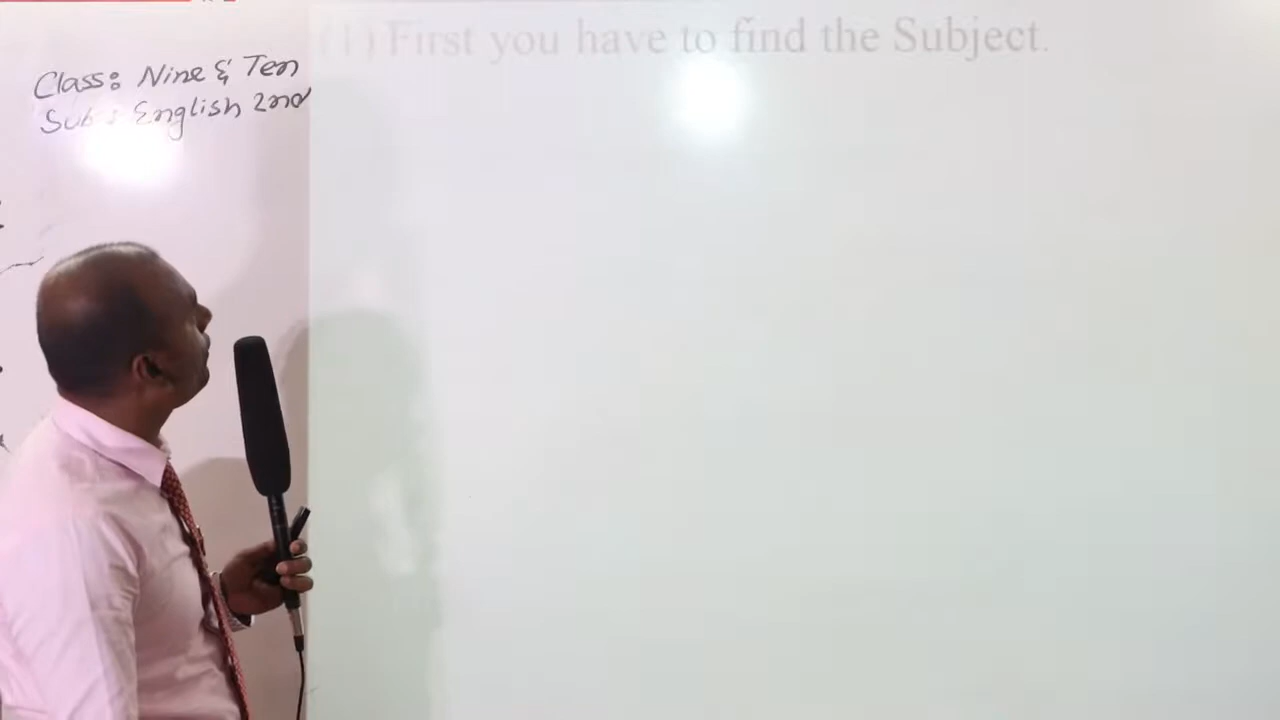 (1) First you have to find the Subject.
Class: Nine & Ten
Sub: English 2nd